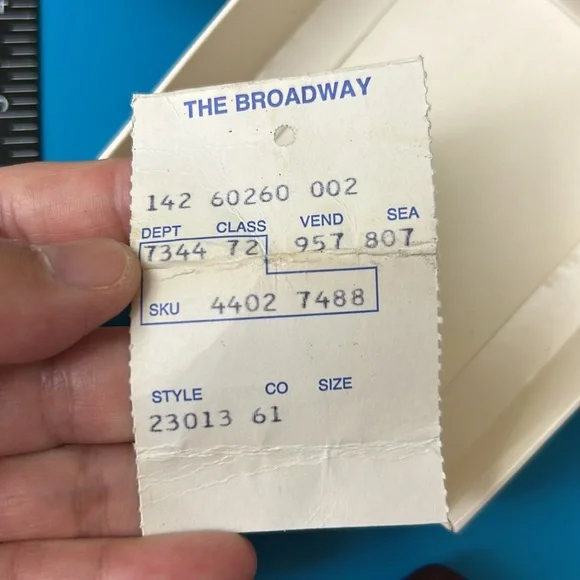 THE BROADWAY
142 60260 002
DEPT CLASS VEND SEA
7344 72 957 807
SKU 4402 7488
STYLE CO SIZE
23013 61